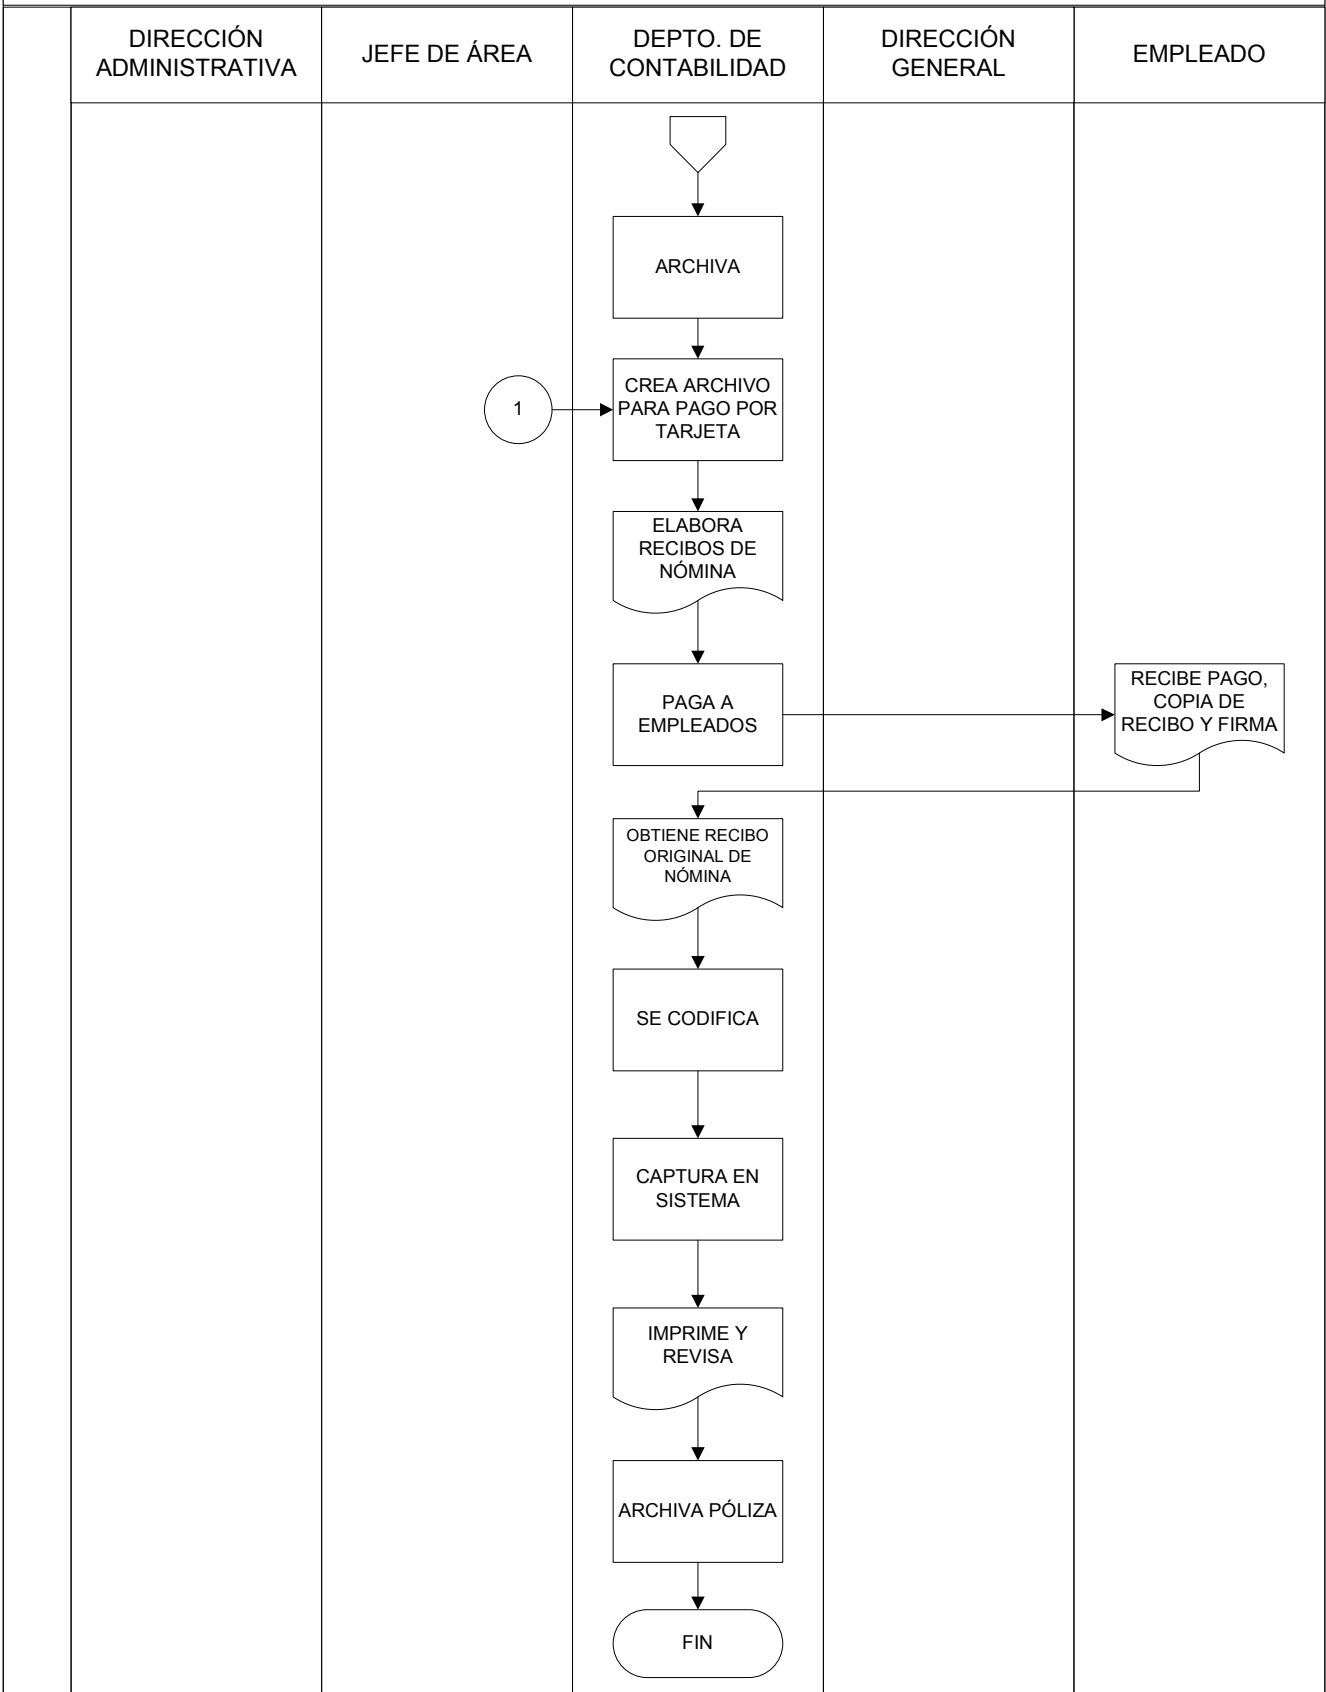 DIRECCIÓN
ADMINISTRATIVA
JEFE DE ÁREA
DEPTO. DE
CONTABILIDAD
DIRECCIÓN
GENERAL
EMPLEADO
ARCHIVA
1
CREA ARCHIVO
PARA PAGO POR
TARJETA
ELABORA
RECIBOS DE
NÓMINA
PAGA A
EMPLEADOS
RECIBE PAGO,
COPIA DE
RECIBO Y FIRMA
OBTIENE RECIBO
ORIGINAL DE
NÓMINA
SE CODIFICA
CAPTURA EN
SISTEMA
IMPRIME Y
REVISA
ARCHIVA PÓLIZA
FIN